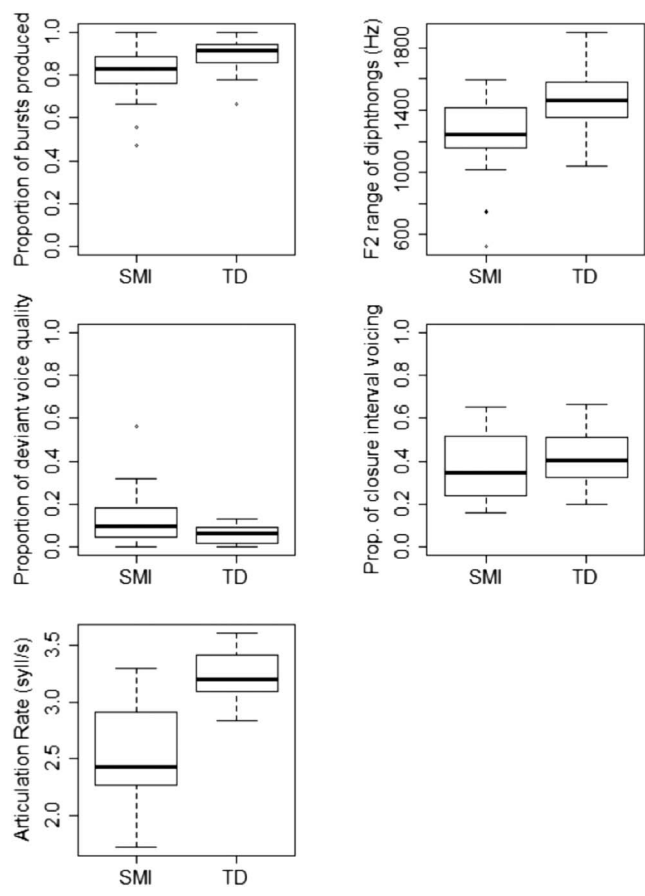 Proportion of bursts produced
1.0
0.8
0.6
0.4
0.2
0.0
SMI TD
F2 range of diphthongs (Hz)
1800
1400
1000
600
SMI TD
Proportion of deviant voice quality
1.0
0.8
0.6
0.4
0.2
0.0
SMI TD
Prop. of closure interval voicing
1.0
0.8
0.6
0.4
0.2
0.0
SMI TD
Articulation Rate (syll/s)
3.5
3.0
2.5
2.0
SMI TD